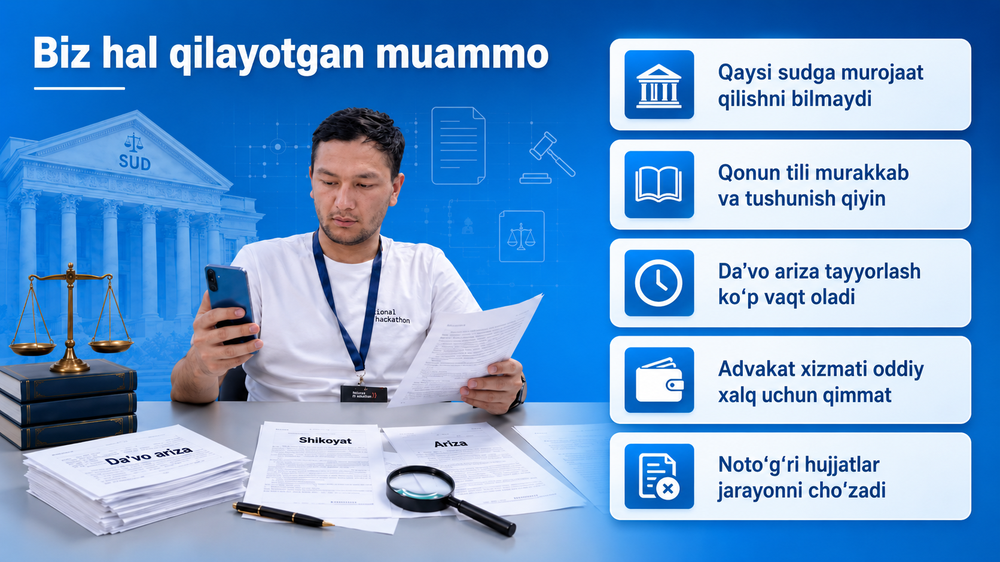 Biz hal qilayotgan muammo
SUD
Qaysi sudga murojaat
qilishni bilmaydi
Qonun tili murakkab
va tushunish qiyin
Da’vo ariza tayyorlash
ko‘p vaqt oladi
Advakat xizmati oddiy
xalq uchun qimmat
Noto‘g‘ri hujjatlar
jarayonni cho‘zadi
tional
hackathon
Da’vo ariza
Shikoyat
Ariza